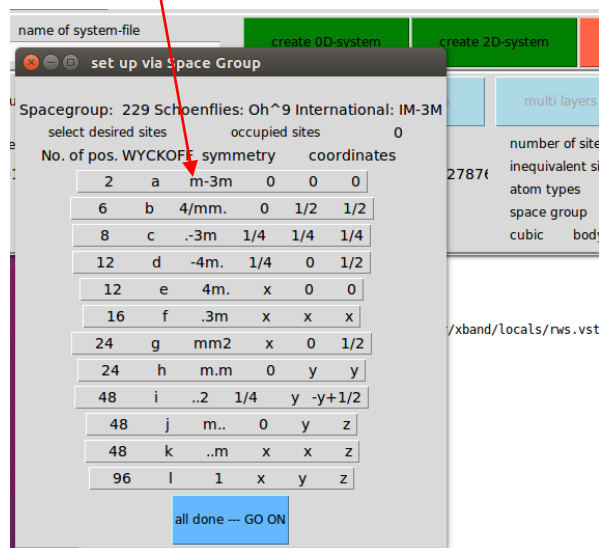 name of system-file
create 0D-system create 2D-system
set up via Space Group
Spacegroup: 229 Schoenflies: Oh^9 International: IM-3M
select desired sites occupied sites 0
No. of pos. WYCKOFF symmetry coordinates
2 a m-3m 0 0 0
6 b 4/mm. 0 1/2 1/2
8 c .-3m 1/4 1/4 1/4
12 d -4m. 1/4 0 1/2
12 e 4m. x 0 0
16 f .3m x x x
24 g mm2 x 0 1/2
24 h m.m 0 y y
48 i ..2 1/4 y -y+1/2
48 j m.. 0 y z
48 k ..m x x z
96 l 1 x y z
all done --- GO ON
multi layers
number of site
inequivalent si
27876
atom types
space group
cubic body
/xband/locals/rws.vst